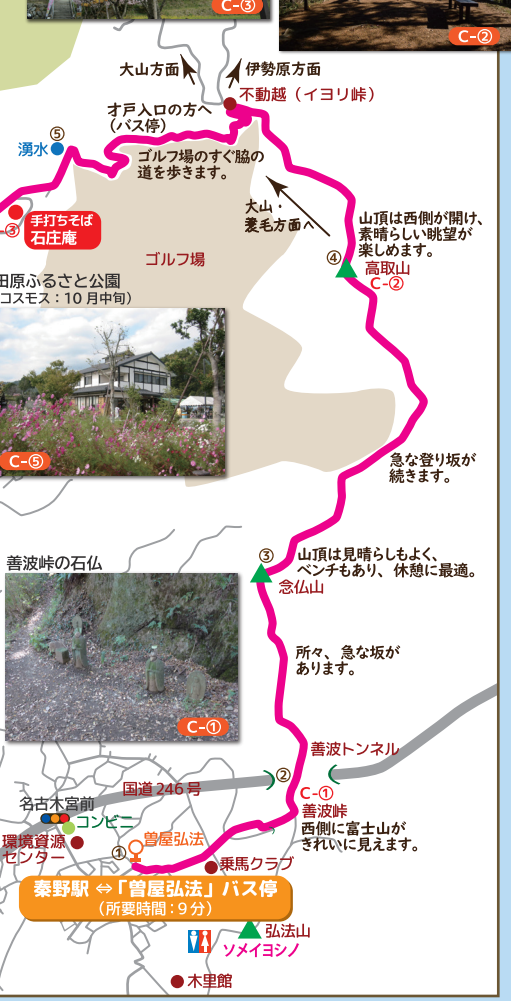 C-③
C-②
大山方面
伊勢原方面
不動越（イヨリ峠）
才戸入口の方へ
（バス停）
⑤
湧水
ゴルフ場のすぐ脇の
道を歩きます。
大山・
蓑毛方面へ
山頂は西側が開け、
素晴らしい眺望が
楽しめます。
④
高取山
C-②
-③
手打ちそば
石庄庵
ゴルフ場
田原ふるさと公園
コスモス：10月中旬）
C-⑤
急な登り坂が
続きます。
③
山頂は見晴らしもよく、
ベンチもあり、休憩に最適。
念仏山
善波峠の石仏
C-①
所々、急な坂が
あります。
善波トンネル
②
国道246号
C-①
善波峠
西側に富士山が
きれいに見えます。
名古木宮前
コンビニ
環境資源
センター
①
曽屋弘法
乗馬クラブ
秦野駅⇔「曽屋弘法」バス停
（所要時間：9分）
弘法山
ソメイヨシノ
木里館